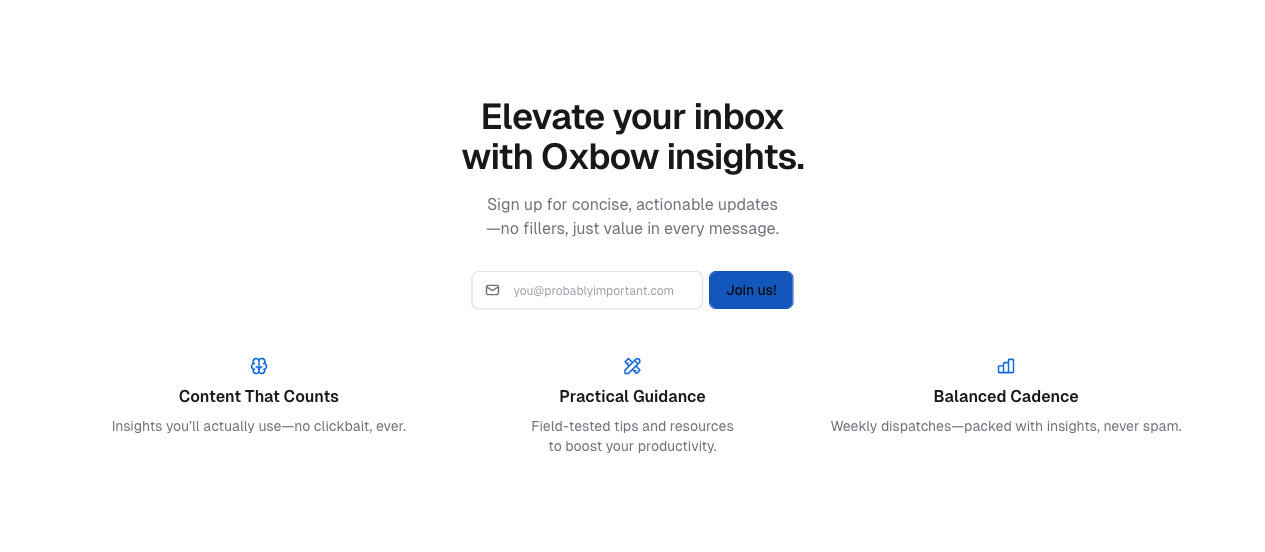 Elevate your inbox
with Oxbow insights.
Sign up for concise, actionable updates
—no fillers, just value in every message.
you@probablyimportant.com
Join us!
Content That Counts
Insights you’ll actually use—no clickbait, ever.
Practical Guidance
Field-tested tips and resources
to boost your productivity.
Balanced Cadence
Weekly dispatches—packed with insights, never spam.